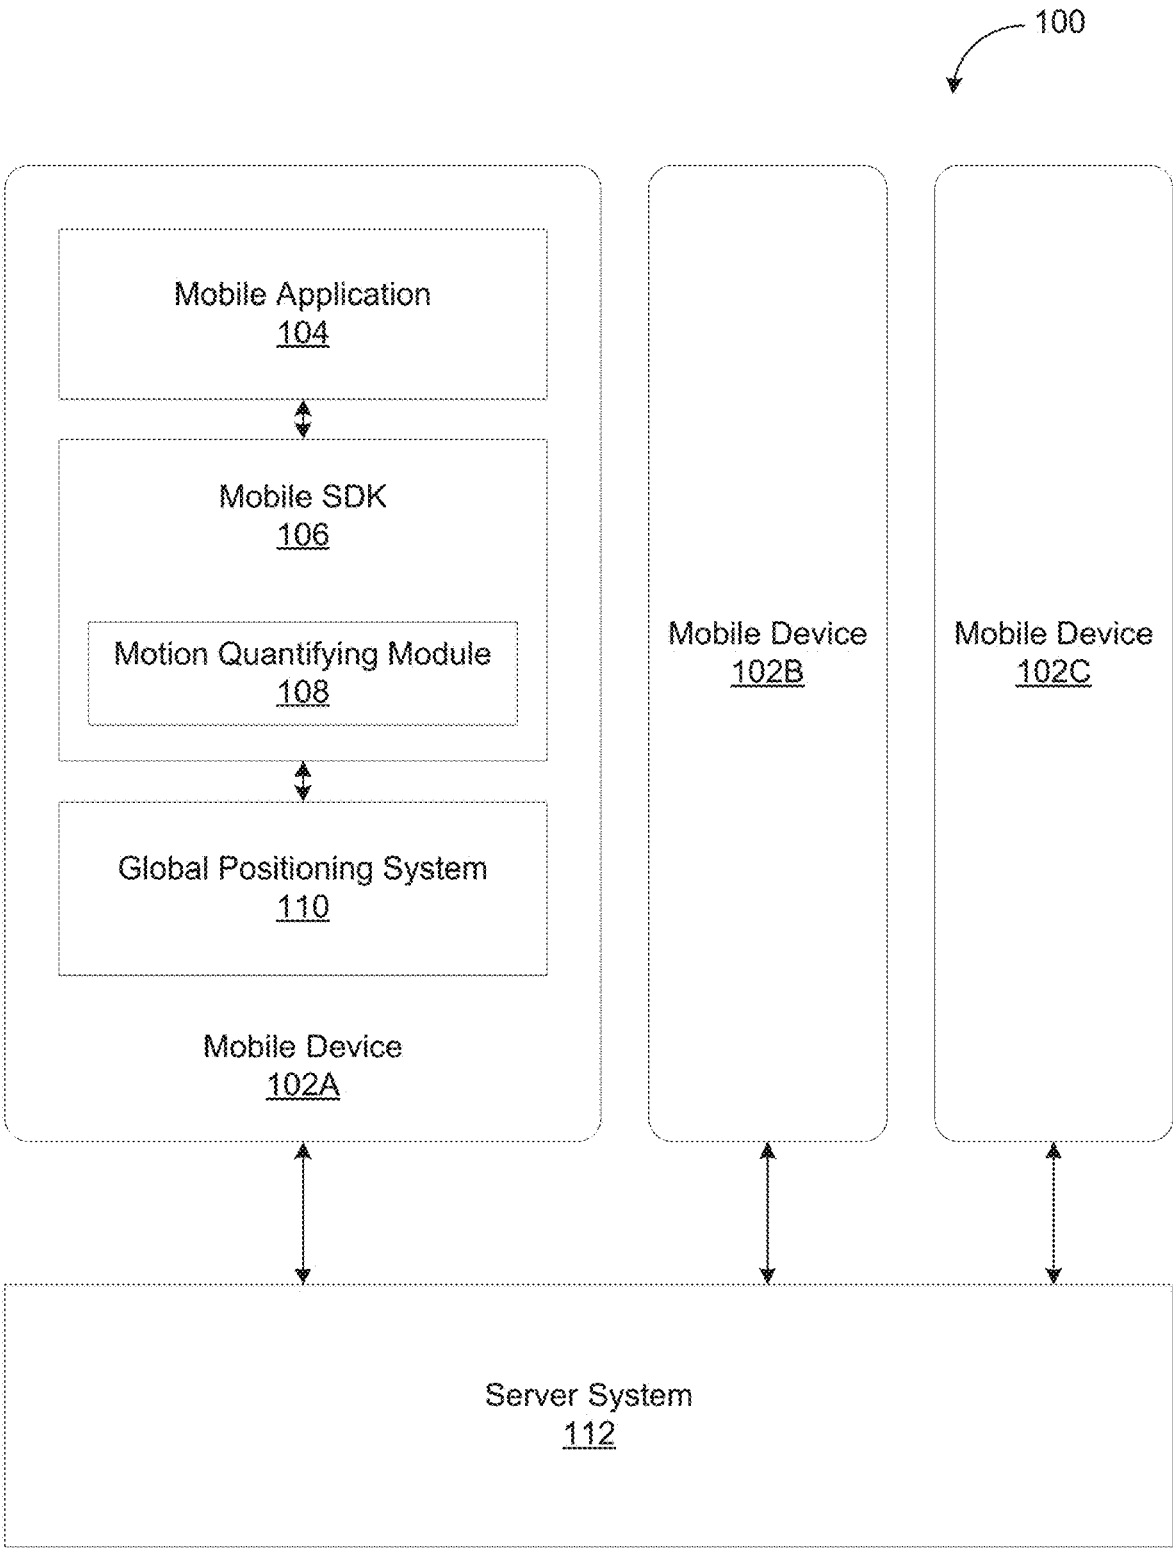 100
Mobile Application
104
Mobile SDK
106
Motion Quantifying Module
108
Global Positioning System
110
Mobile Device
102A
Mobile Device
102B
Mobile Device
102C
Server System
112